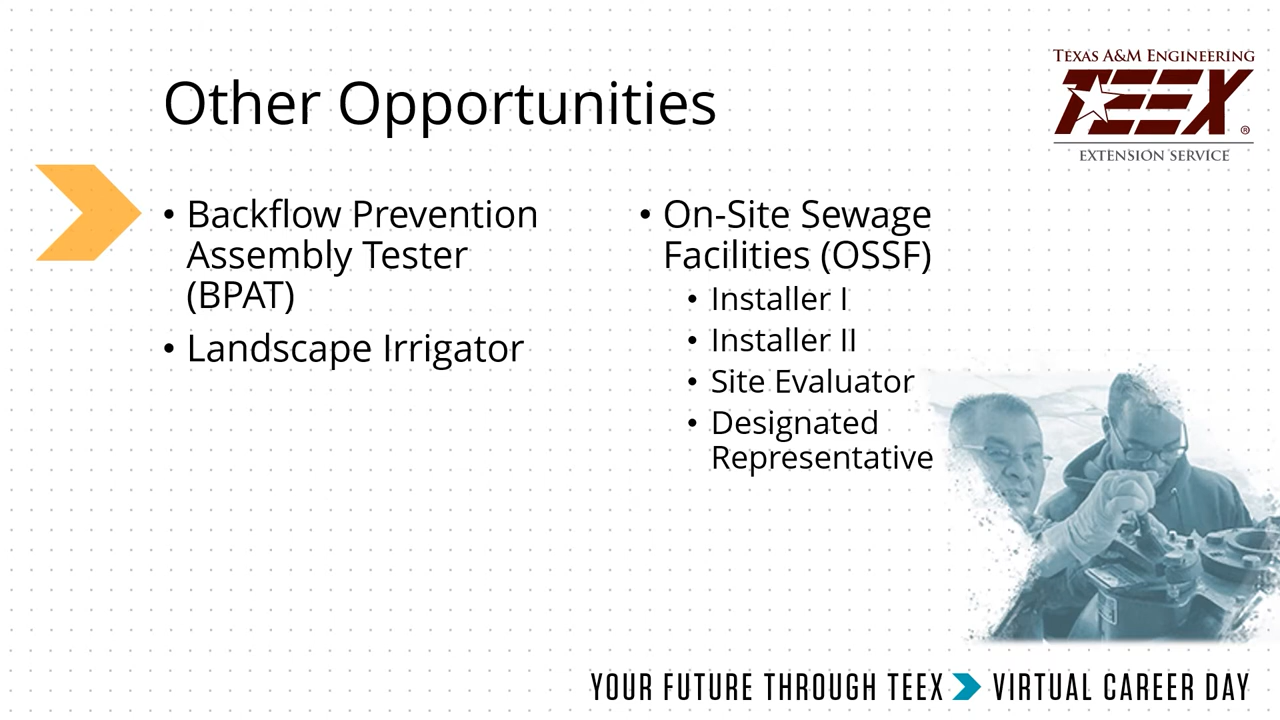 Other Opportunities
TEXAS A&M ENGINEERING
TEEX®
EXTENSION SERVICE
• Backflow Prevention
Assembly Tester
(BPAT)
• Landscape Irrigator
• On-Site Sewage
Facilities (OSSF)
• Installer I
• Installer II
• Site Evaluator
• Designated
Representative
YOUR FUTURE THROUGH TEEX VIRTUAL CAREER DAY